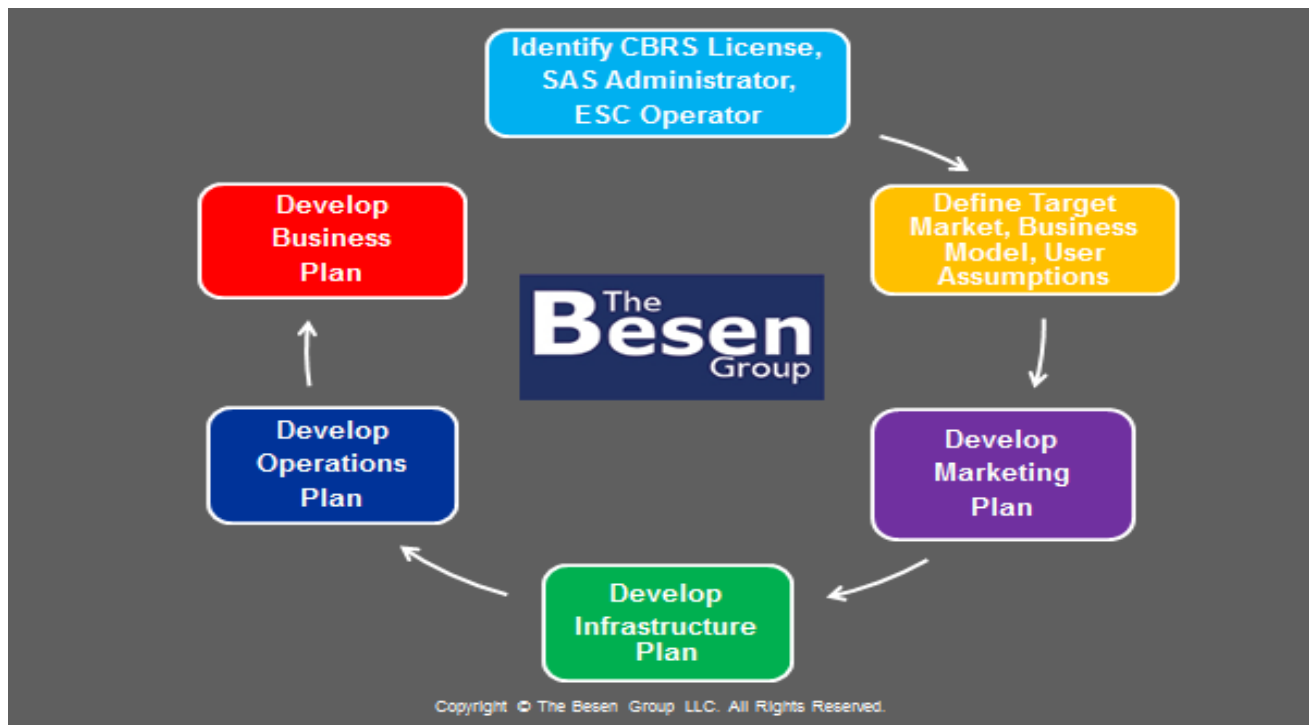 Identify CBRS License,
SAS Administrator,
ESC Operator
Define Target
Market, Business
Model, User
Assumptions
Develop
Marketing
Plan
Develop
Infrastructure
Plan
Develop
Operations
Plan
Develop
Business
Plan
The
Besen
Group
Copyright © The Besen Group LLC. All Rights Reserved.